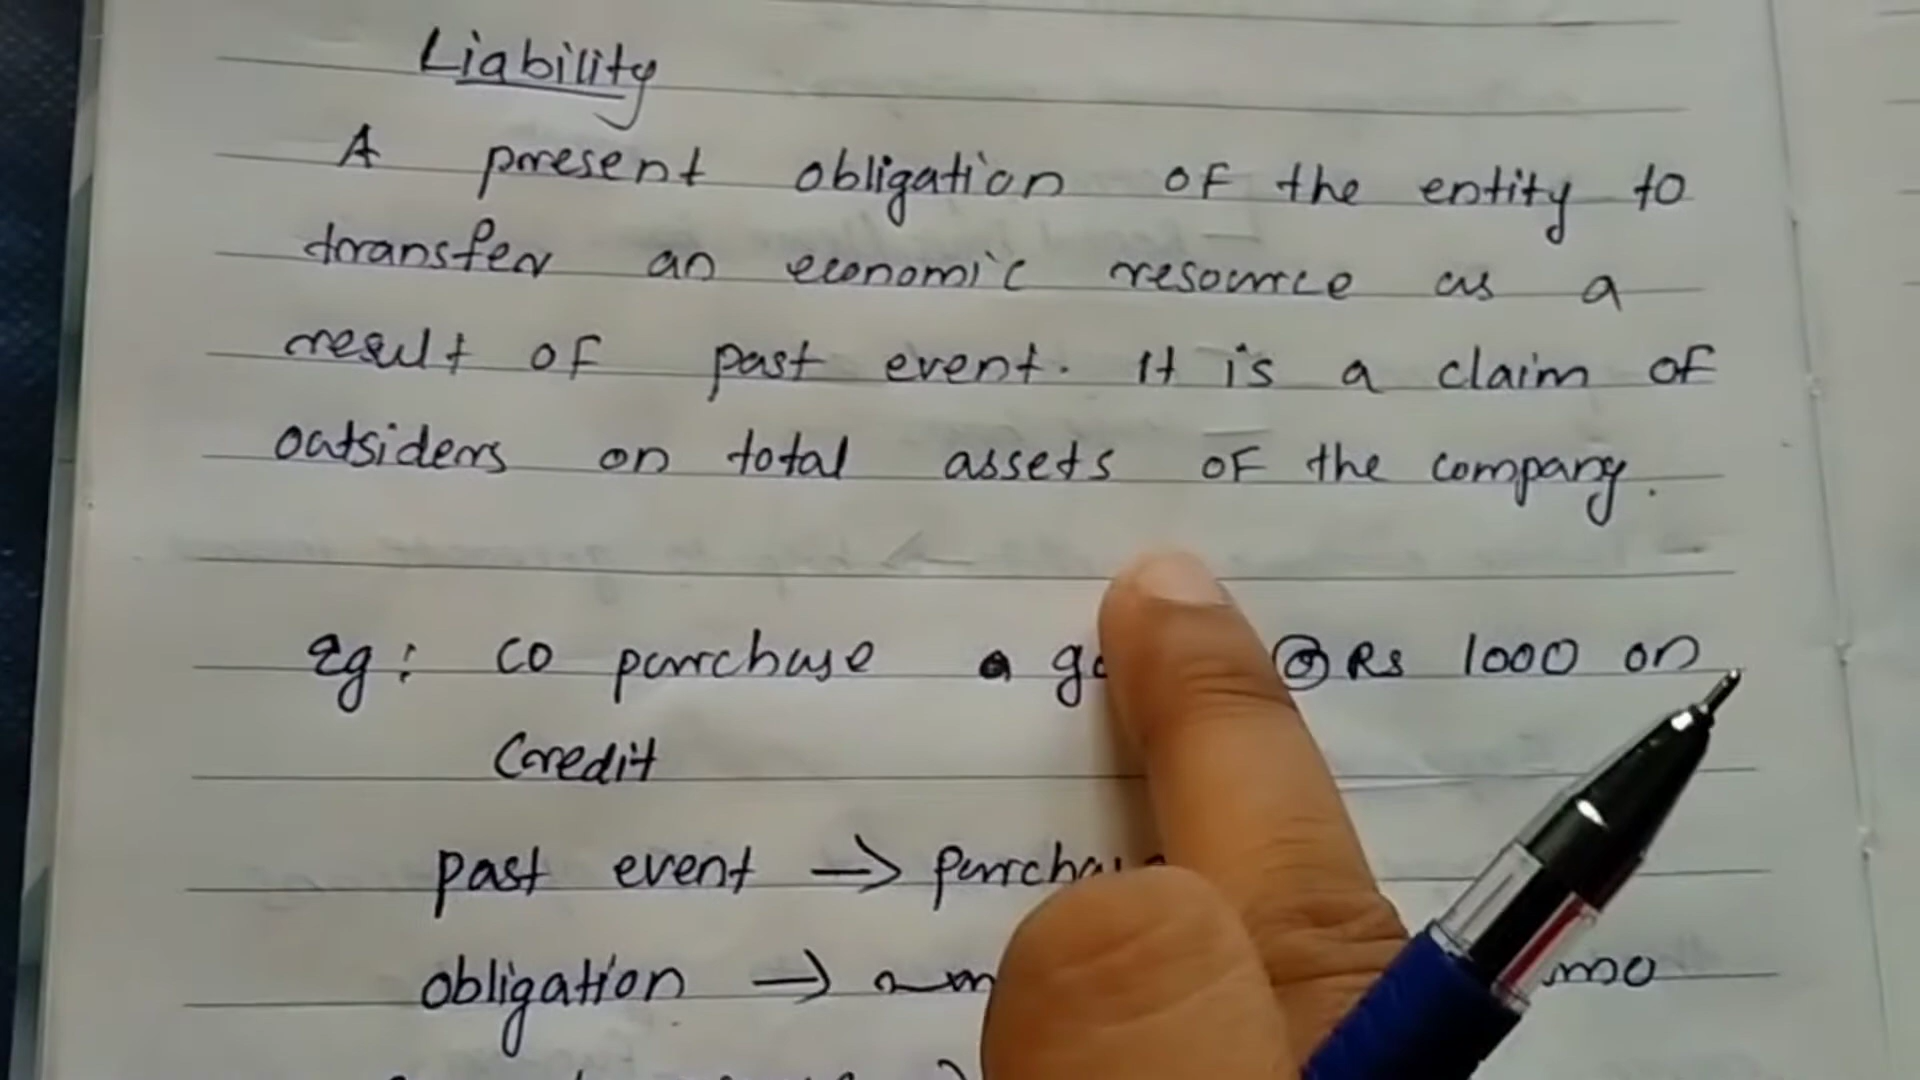 Liability
A present obligation of the entity to
transfer an economic resource as a
result of past event. It is a claim of
outsiders on total assets of the company.
Eg: co purchase a @ Rs 1000 on
Credit
past event →
obligation →